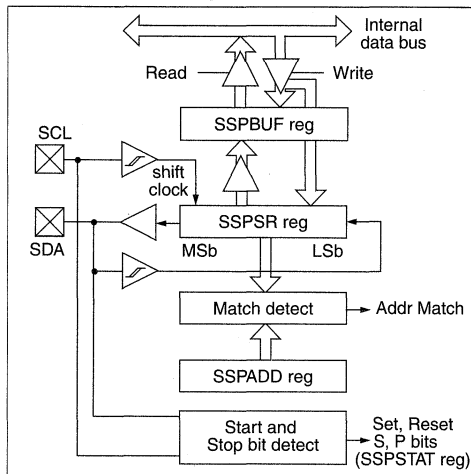 Internal
data bus
Read
Write
SSPBUF reg
SCL
shift
clock
SSPSR reg
SDA
MSb
LSb
Match detect
Addr Match
SSPADD reg
Start and
Stop bit detect
Set, Reset
S, P bits
(SSPSTAT reg)